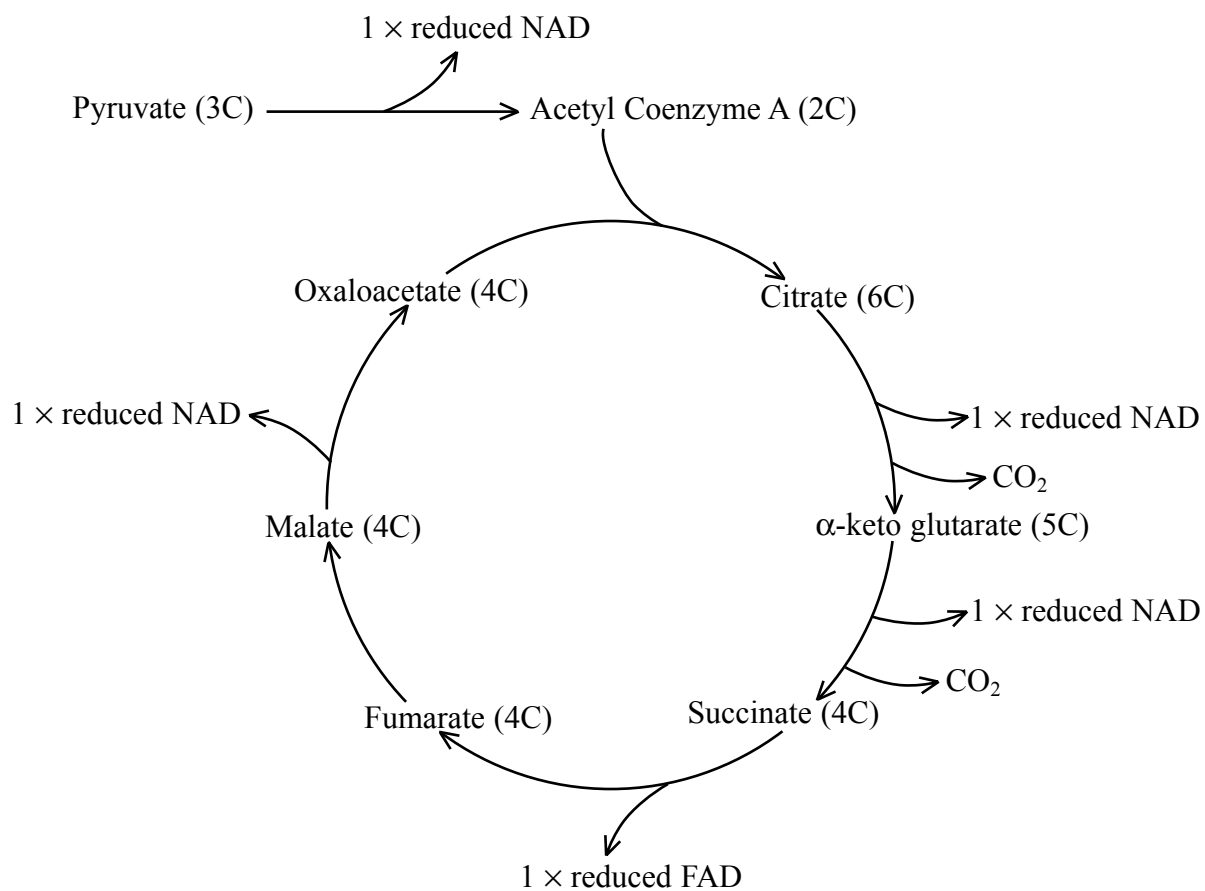 1 × reduced NAD
Pyruvate (3C)
Acetyl Coenzyme A (2C)
Oxaloacetate (4C)
Citrate (6C)
1 × reduced NAD
1 × reduced NAD
CO₂
Malate (4C)
α-keto glutarate (5C)
1 × reduced NAD
CO₂
Fumarate (4C)
Succinate (4C)
1 × reduced FAD